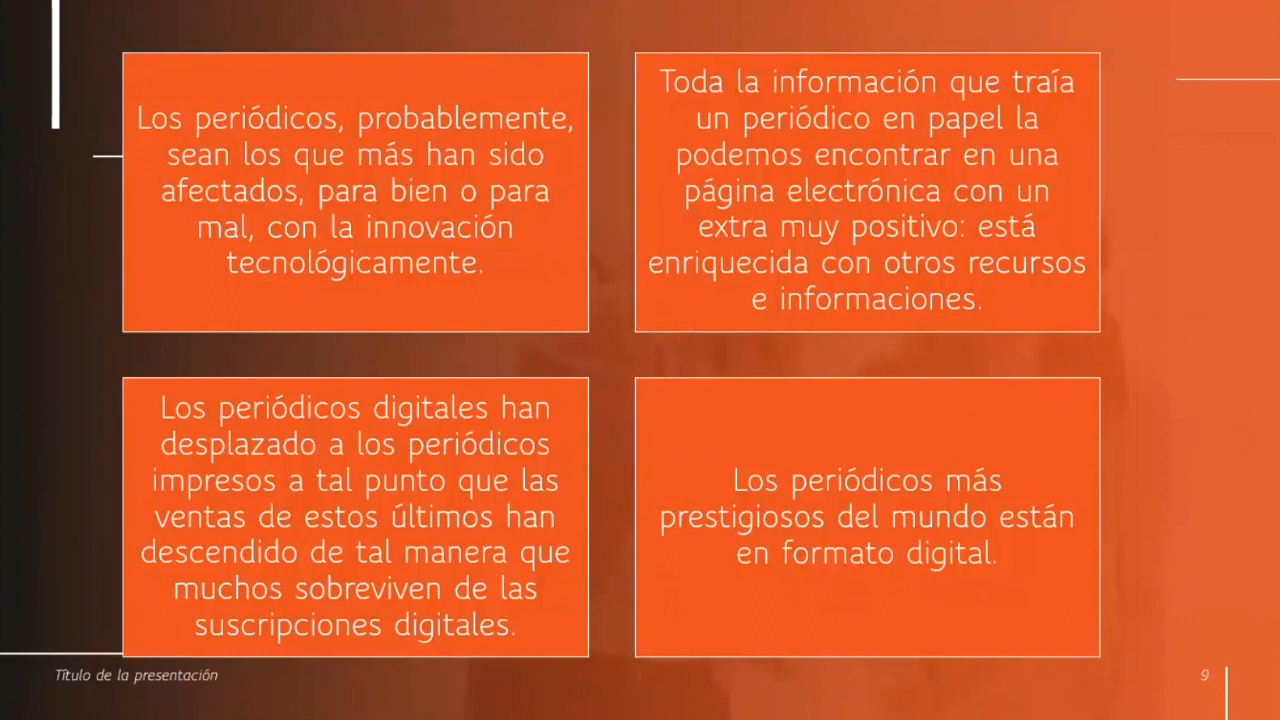 Los periódicos, probablemente,
sean los que más han sido
afectados, para bien o para
mal, con la innovación
tecnológicamente.
Toda la información que traía
un periódico en papel la
podemos encontrar en una
página electrónica con un
extra muy positivo: está
enriquecida con otros recursos
e informaciones.
Los periódicos digitales han
desplazado a los periódicos
impresos a tal punto que las
ventas de estos últimos han
descendido de tal manera que
muchos sobreviven de las
suscripciones digitales.
Los periódicos más
prestigiosos del mundo están
en formato digital.
Título de la presentación
9